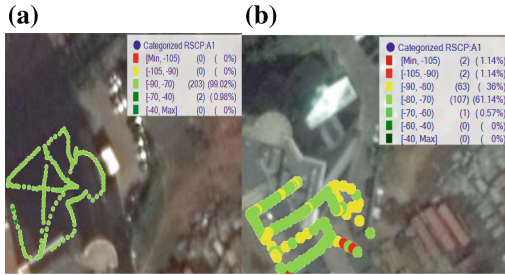 (a)
Categorized RSCP:A1
[Min, -105) (0) ( 0%)
[-105, -90) (0) ( 0%)
[-90, -70) (203) (99.02%)
[-70, -40) (2) ( 0.98%)
[-40, Max] (0) ( 0%)
(b)
Categorized RSCP:A1
[Min, -105) (2) ( 1.14%)
[-105, -90) (2) ( 1.14%)
[-90, -80) (63) ( 36%)
[-80, -70) (107) (61.14%)
[-70, -60) (1) ( 0.57%)
[-60, -40) (0) ( 0%)
[-40, Max] (0) ( 0%)